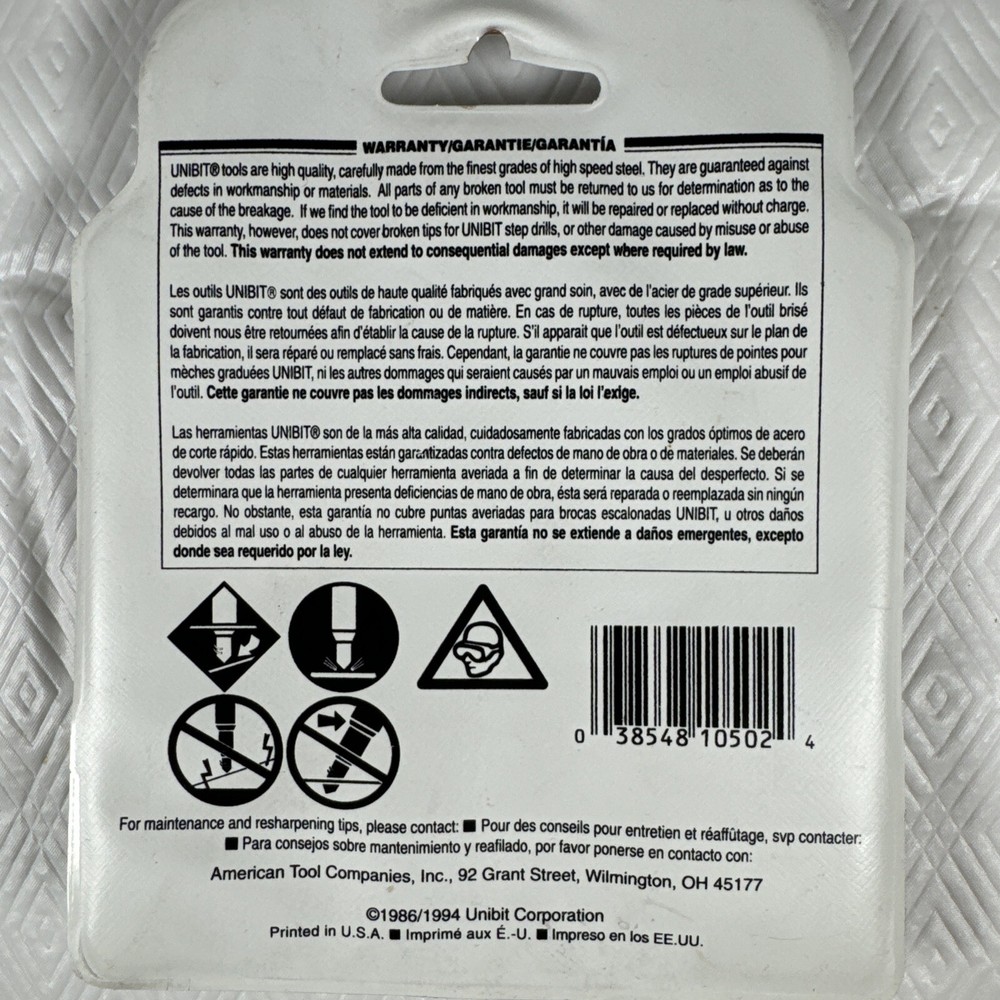 WARRANTY/GARANTIE/GARANTÍA
UNIBIT® tools are high quality, carefully made from the finest grades of high speed steel. They are guaranteed against
defects in workmanship or materials. All parts of any broken tool must be returned to us for determination as to the
cause of the breakage. If we find the tool to be deficient in workmanship, it will be repaired or replaced without charge.
This warranty, however, does not cover broken tips for UNIBIT step drills, or other damage caused by misuse or abuse
of the tool. This warranty does not extend to consequential damages except where required by law.
Les outils UNIBIT® sont des outils de haute qualité fabriqués avec grand soin, avec de l'acier de grade supérieur. Ils
sont garantis contre tout défaut de fabrication ou de matière. En cas de rupture, toutes les pièces de l'outil brisé
doivent nous être retournées afin d'établir la cause de la rupture. S'il apparait que l'outil est défectueux sur le plan de
la fabrication, il sera réparé ou remplacé sans frais. Cependant, la garantie ne couvre pas les ruptures de pointes pour
mèches graduées UNIBIT, ni les autres dommages qui seraient causés par un mauvais emploi ou un emploi abusif de
l'outil. Cette garantie ne couvre pas les dommages indirects, sauf si la loi l'exige.
Las herramientas UNIBIT® son de la más alta calidad, cuidadosamente fabricadas con los grados óptimos de acero
de corte rápido. Estas herramientas están garantizadas contra defectos de mano de obra o de materiales. Se deberán
devolver todas las partes de cualquier herramienta averiada a fin de determinar la causa del desperfecto. Si se
determinara que la herramienta presenta deficiencias de mano de obra, ésta será reparada o reemplazada sin ningún
recargo. No obstante, esta garantía no cubre puntas averiadas para brocas escalonadas UNIBIT, u otros daños
debidos al mal uso o al abuso de la herramienta. Esta garantía no se extiende a daños emergentes, excepto
donde sea requerido por la ley.
0 38548 10502 4
For maintenance and resharpening tips, please contact: ■ Pour des conseils pour entretien et réaffûtage, svp contacter:
■ Para consejos sobre mantenimiento y reafilado, por favor ponerse en contacto con:
American Tool Companies, Inc., 92 Grant Street, Wilmington, OH 45177
©1986/1994 Unibit Corporation
Printed in U.S.A. ■ Imprimé aux É.-U. ■ Impreso en los EE.UU.